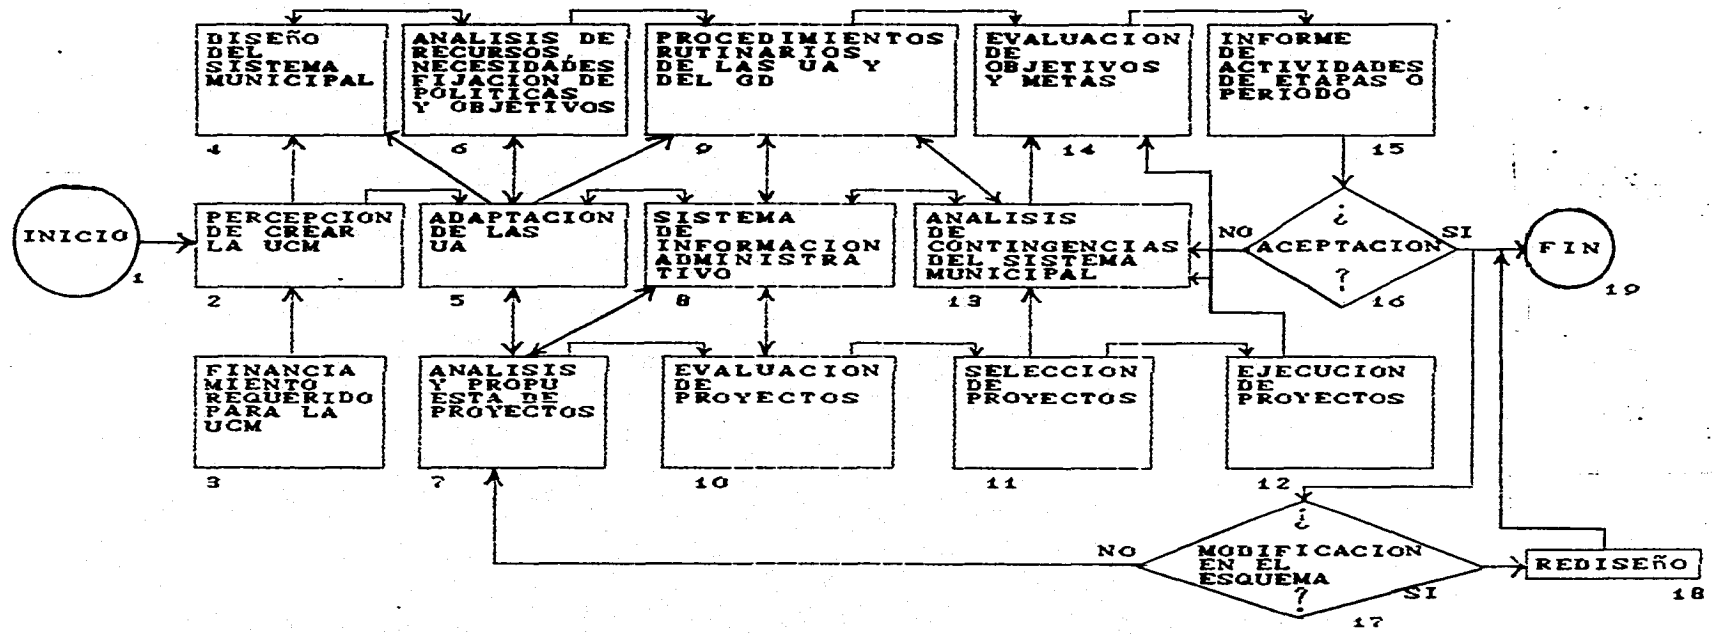 DISEñO
DEL
SISTEMA
MUNICIPAL
4
ANALISIS DE
RECURSOS,
NECESIDADES
FIJACION DE
POLITICAS
Y OBJETIVOS
6
PROCEDIMIENTOS
RUTINARIOS
DE LAS UA Y
DEL GD
9
EVALUACION
DE
OBJETIVOS
Y METAS
14
INFORME
DE
ACTIVIDADES
DE ETAPAS O
PERIODO
15
INICIO
1
PERCEPCION
DE CREAR
LA UCM
2
ADAPTACION
DE LAS
UA
5
SISTEMA
DE
INFORMACION
ADMINISTRA
TIVO
8
ANALISIS
DE
CONTINGENCIAS
DEL SISTEMA
MUNICIPAL
13
NO
¿
ACEPTACION
?
SI
16
FIN
19
FINANCIA
MIENTO
REQUERIDO
PARA LA
UCM
3
ANALISIS
Y PROPU
ESTA DE
PROYECTOS
7
EVALUACION
DE
PROYECTOS
10
SELECCION
DE
PROYECTOS
11
EJECUCION
DE
PROYECTOS
12
NO
¿
MODIFICACION
EN EL
ESQUEMA
?
SI
17
REDISEñO
18